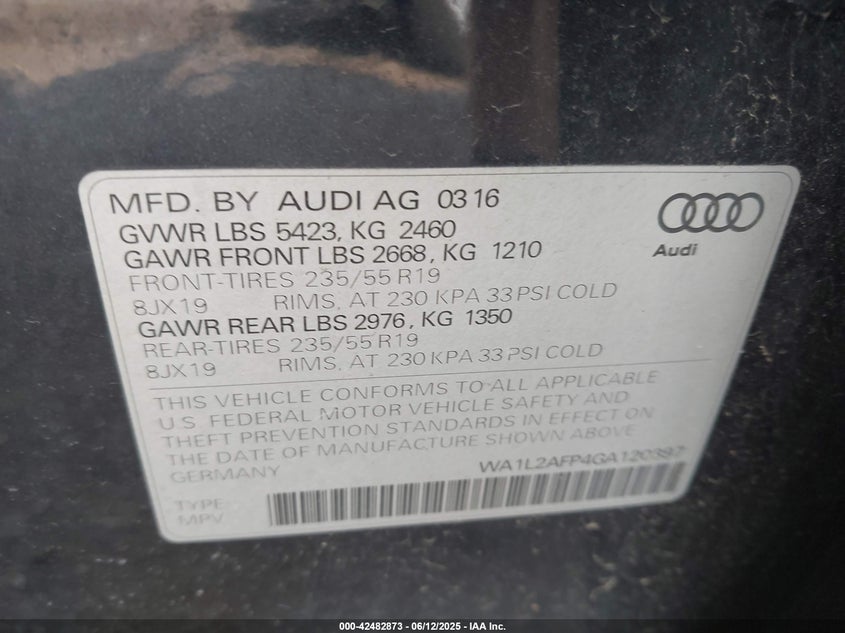 MFD. BY AUDI AG 03 16
GVWR LBS 5423, KG 2460
GAWR FRONT LBS 2668, KG 1210
FRONT-TIRES 235/55 R19
8JX19 RIMS, AT 230 KPA 33 PSI COLD
GAWR REAR LBS 2976, KG 1350
REAR-TIRES 235/55 R19
8JX19 RIMS, AT 230 KPA 33 PSI COLD
THIS VEHICLE CONFORMS TO ALL APPLICABLE
U.S. FEDERAL MOTOR VEHICLE SAFETY AND
THEFT PREVENTION STANDARDS IN EFFECT ON
THE DATE OF MANUFACTURE SHOWN ABOVE
GERMANY WA1L2AFP4GA120397
TYPE
MPV
Audi
000-42482873 - 06/12/2025 - IAA Inc.